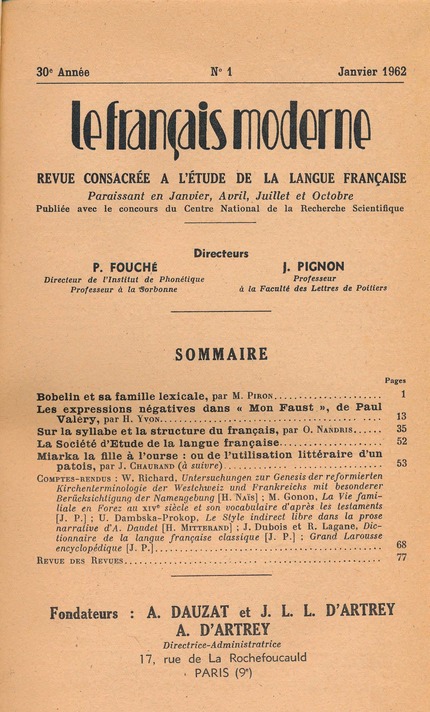 30e Année N° 1 Janvier 1962
le français moderne
REVUE CONSACRÉE A L'ÉTUDE DE LA LANGUE FRANÇAISE
Paraissant en Janvier, Avril, Juillet et Octobre
Publiée avec le concours du Centre National de la Recherche Scientifique
Directeurs
P. FOUCHÉ J. PIGNON
Directeur de l'Institut de Phonétique Professeur
Professeur à la Sorbonne à la Faculté des Lettres de Poitiers
SOMMAIRE
Pages
Bobelin et sa famille lexicale, par M. PIRON 1
Les expressions négatives dans « Mon Faust », de Paul
Valéry, par H. YVON 13
Sur la syllabe et la structure du français, par O. NANDRIS 35
La Société d'Etude de la langue française 52
Miarka la fille à l'ourse : ou de l'utilisation littéraire d'un
patois, par J. CHAURAND (à suivre) 53
COMPTES-RENDUS : W. Richard, Untersuchungen zur Genesis der reformierten
Kirchenterminologie der Westchweiz und Frankreichs mit besonderer
Berücksichtigung der Namengebung [H. NAÏS] ; M. Gonon, La Vie fami-
liale en Forez au XIVe siècle et son vocabulaire d'après les testaments
[J. P.] ; U. Dambska-Prokop, Le Style indirect libre dans la prose
narrative d'A. Daudet [H. MITTERAND] ; J. Dubois et R. Lagane, Dic-
tionnaire de la langue française classique [J. P.] ; Grand Larousse
encyclopédique [J. P.] 68
REVUE DES REVUES 77
Fondateurs : A. DAUZAT et J. L. L. D'ARTREY
A. D'ARTREY
Directrice-Administratrice
17, rue de La Rochefoucauld
PARIS (9e)